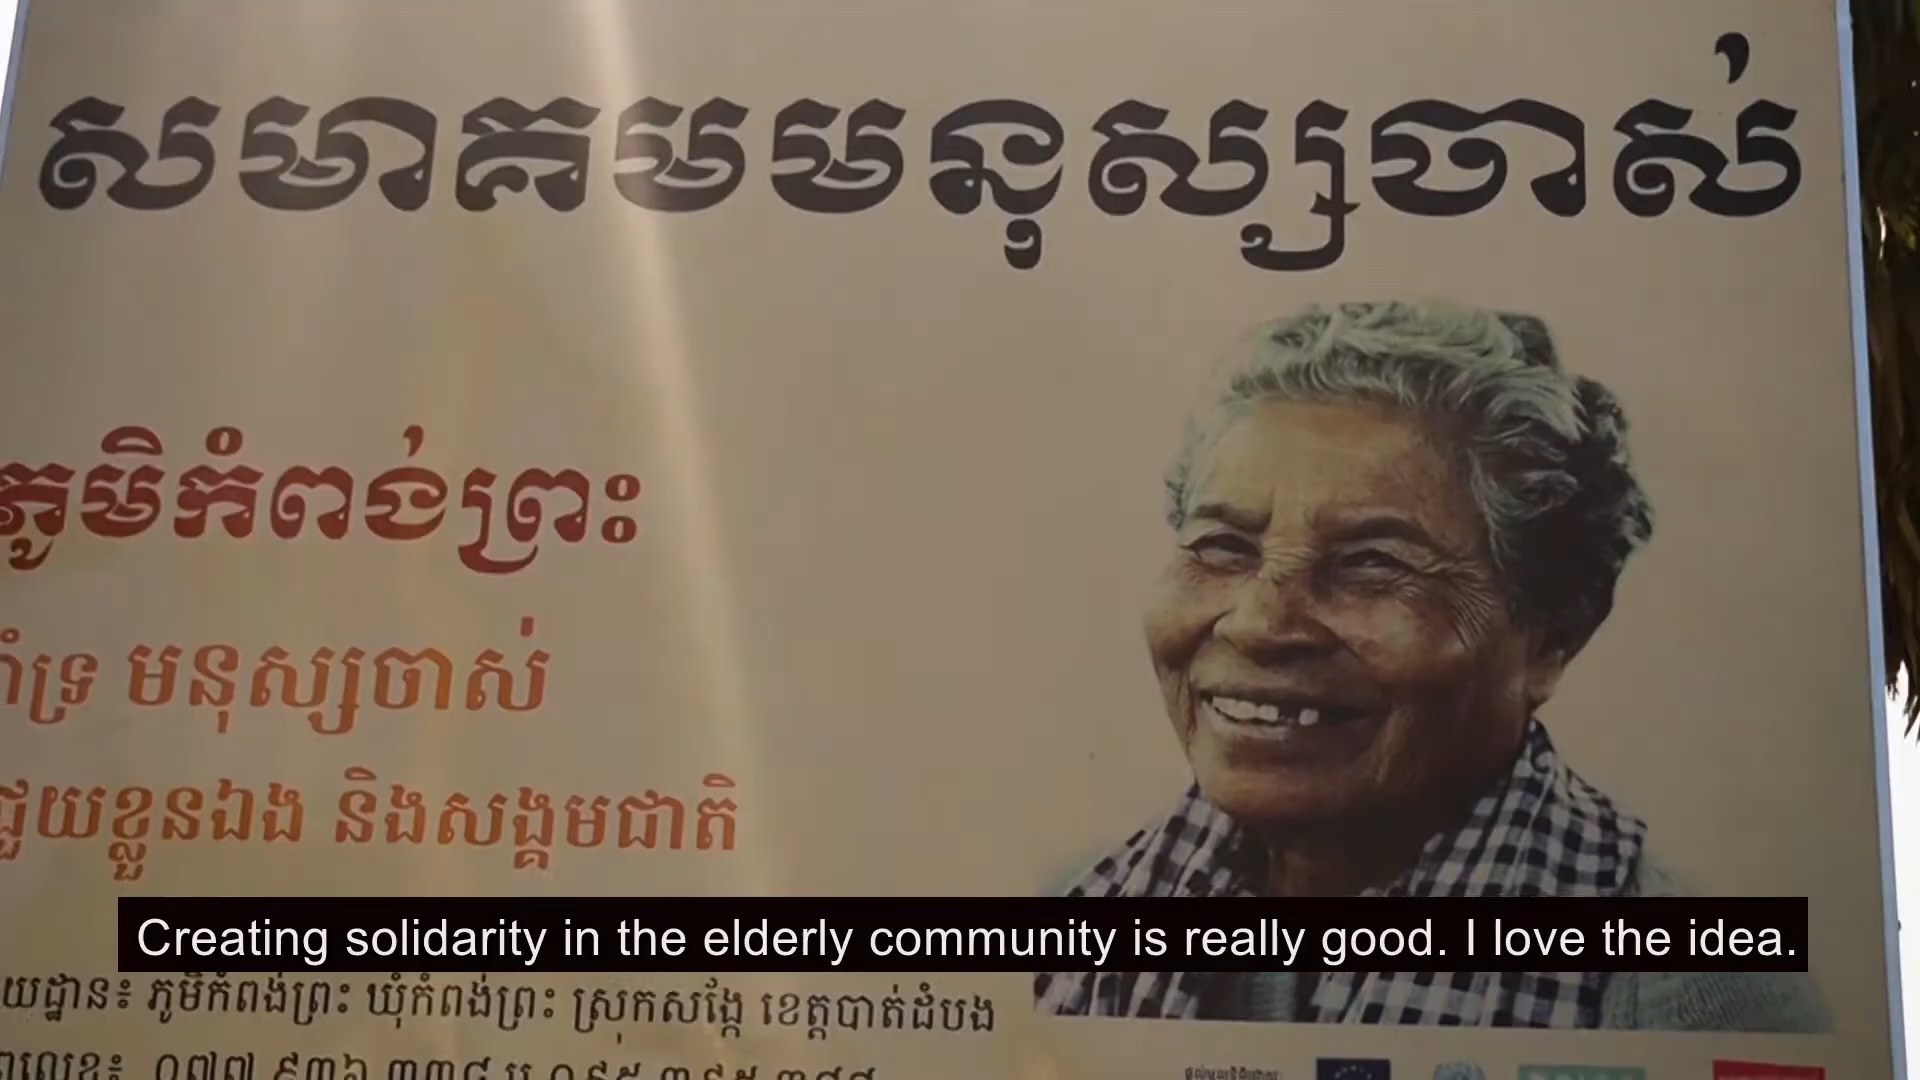 សមាគមមនុស្សចាស់
ភូមិកំពង់ព្រះ
មនុស្សចាស់
ជួយខ្លួនឯង និងសង្គមជាតិ
Creating solidarity in the elderly community is really good. I love the idea.
ភូមិកំពង់ព្រះ ឃុំកំពង់ព្រះ ស្រុកសង្កែ ខេត្តបាត់ដំបង